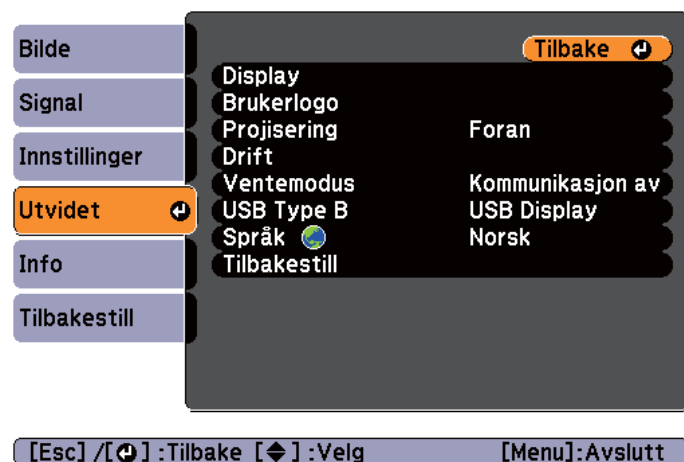 Bilde
Signal
Innstillinger
Utvidet
Info
Tilbakestill
Tilbake
Display
Brukerlogo
Projisering Foran
Drift
Ventemodus Kommunikasjon av
USB Type B USB Display
Språk Norsk
Tilbakestill
[Esc] /[ ] :Tilbake [ ] :Velg [Menu]:Avslutt